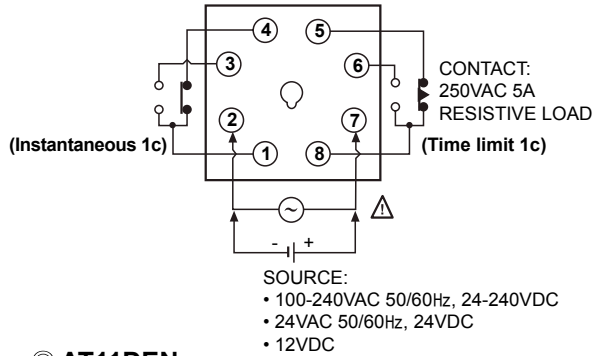 4 5
3 6
CONTACT:
250VAC 5A
RESISTIVE LOAD
2 7
(Instantaneous 1c) (Time limit 1c)
1 8
~
!
- +
SOURCE:
• 100-240VAC 50/60Hz, 24-240VDC
• 24VAC 50/60Hz, 24VDC
• 12VDC